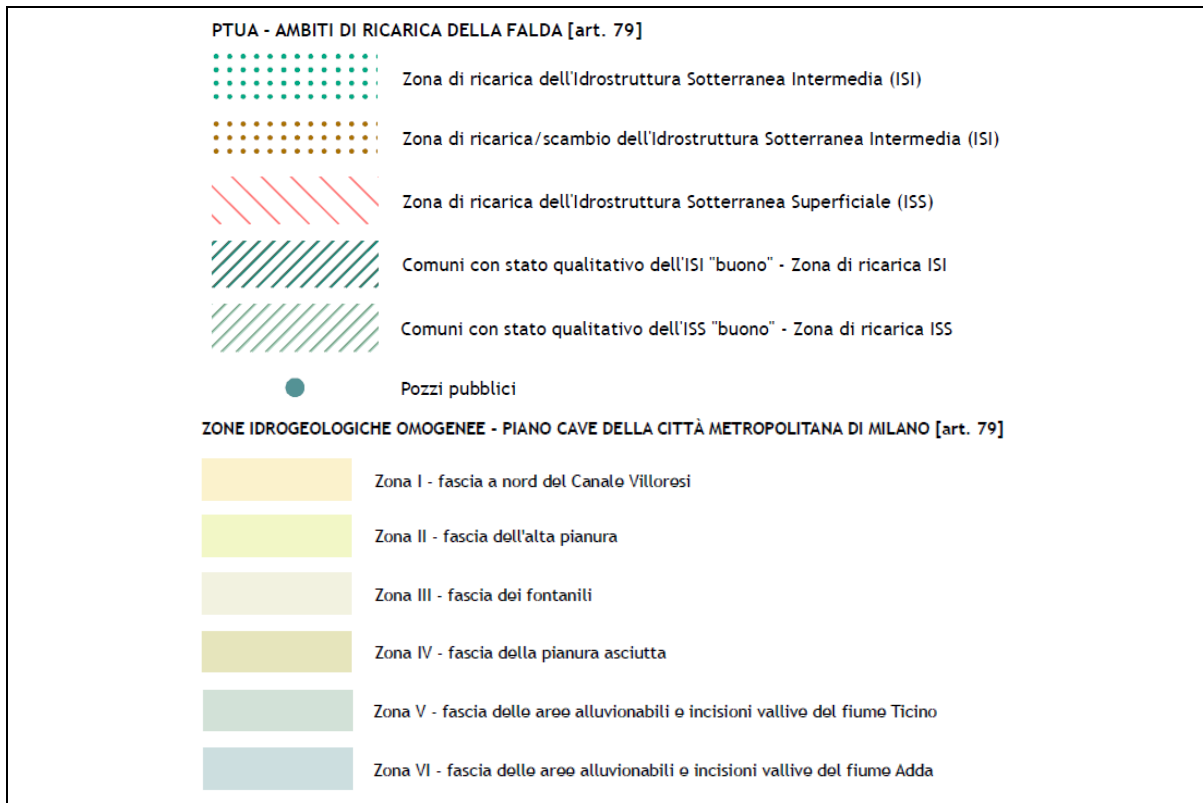 PTUA - AMBITI DI RICARICA DELLA FALDA [art. 79]
Zona di ricarica dell'Idrostruttura Sotterranea Intermedia (ISI)
Zona di ricarica/scambio dell'Idrostruttura Sotterranea Intermedia (ISI)
Zona di ricarica dell'Idrostruttura Sotterranea Superficiale (ISS)
Comuni con stato qualitativo dell'ISI "buono" - Zona di ricarica ISI
Comuni con stato qualitativo dell'ISS "buono" - Zona di ricarica ISS
Pozzi pubblici
ZONE IDROGEOLOGICHE OMOGENEE - PIANO CAVE DELLA CITTÀ METROPOLITANA DI MILANO [art. 79]
Zona I - fascia a nord del Canale Villoresi
Zona II - fascia dell'alta pianura
Zona III - fascia dei fontanili
Zona IV - fascia della pianura asciutta
Zona V - fascia delle aree alluvionabili e incisioni vallive del fiume Ticino
Zona VI - fascia delle aree alluvionabili e incisioni vallive del fiume Adda